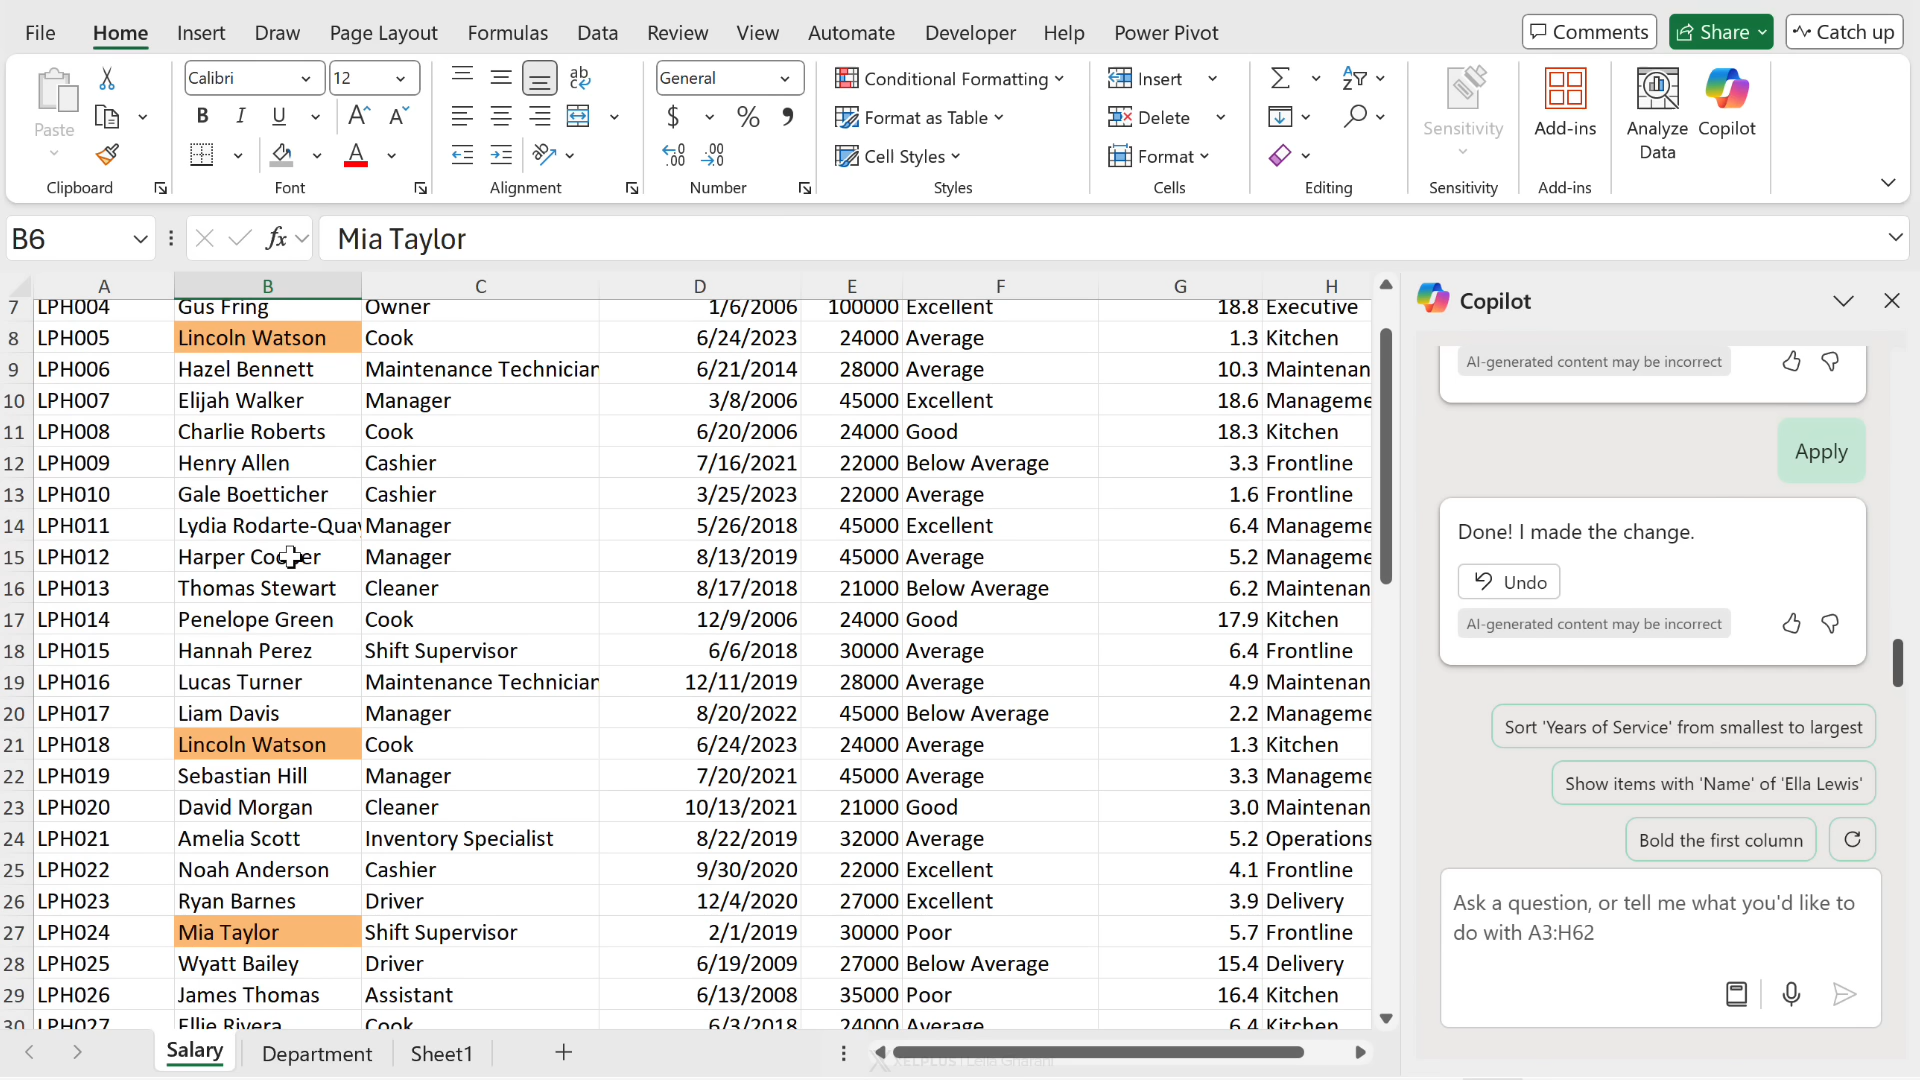 File Home Insert Draw Page Layout Formulas Data Review View Automate Developer Help Power Pivot Comments Share Catch up
Calibri 12 General Conditional Formatting Insert
Paste Format as Table Delete Sensitivity Add-ins Analyze Data Copilot
B I U A A $ % ab c
A Cell Styles Format
Clipboard Font Alignment Number Styles Cells Editing Sensitivity Add-ins
B6 fx Mia Taylor
A B C D E F G H
7 LPH004 Gus Fring Owner 1/6/2006 100000 Excellent 18.8 Executive
8 LPH005 Lincoln Watson Cook 6/24/2023 24000 Average 1.3 Kitchen
9 LPH006 Hazel Bennett Maintenance Technician 6/21/2014 28000 Average 10.3 Maintenan
10 LPH007 Elijah Walker Manager 3/8/2006 45000 Excellent 18.6 Manageme
11 LPH008 Charlie Roberts Cook 6/20/2006 24000 Good 18.3 Kitchen
12 LPH009 Henry Allen Cashier 7/16/2021 22000 Below Average 3.3 Frontline
13 LPH010 Gale Boetticher Cashier 3/25/2023 22000 Average 1.6 Frontline
14 LPH011 Lydia Rodarte-Quay Manager 5/26/2018 45000 Excellent 6.4 Manageme
15 LPH012 Harper Cooper Manager 8/13/2019 45000 Average 5.2 Manageme
16 LPH013 Thomas Stewart Cleaner 8/17/2018 21000 Below Average 6.2 Maintenan
17 LPH014 Penelope Green Cook 12/9/2006 24000 Good 17.9 Kitchen
18 LPH015 Hannah Perez Shift Supervisor 6/6/2018 30000 Average 6.4 Frontline
19 LPH016 Lucas Turner Maintenance Technician 12/11/2019 28000 Average 4.9 Maintenan
20 LPH017 Liam Davis Manager 8/20/2022 45000 Below Average 2.2 Manageme
21 LPH018 Lincoln Watson Cook 6/24/2023 24000 Average 1.3 Kitchen
22 LPH019 Sebastian Hill Manager 7/20/2021 45000 Average 3.3 Manageme
23 LPH020 David Morgan Cleaner 10/13/2021 21000 Good 3.0 Maintenan
24 LPH021 Amelia Scott Inventory Specialist 8/22/2019 32000 Average 5.2 Operations
25 LPH022 Noah Anderson Cashier 9/30/2020 22000 Excellent 4.1 Frontline
26 LPH023 Ryan Barnes Driver 12/4/2020 27000 Excellent 3.9 Delivery
27 LPH024 Mia Taylor Shift Supervisor 2/1/2019 30000 Poor 5.7 Frontline
28 LPH025 Wyatt Bailey Driver 6/19/2009 27000 Below Average 15.4 Delivery
29 LPH026 James Thomas Assistant 6/13/2008 35000 Poor 16.4 Kitchen
30 LPH027 Ellie Rivera Cook 6/3/2018 24000 Average 6.4 Kitchen
Salary Department Sheet1
XELPLUS | Leila Gharani
Copilot
AI-generated content may be incorrect
Apply
Done! I made the change.
Undo
AI-generated content may be incorrect
Sort 'Years of Service' from smallest to largest
Show items with 'Name' of 'Ella Lewis'
Bold the first column
Ask a question, or tell me what you'd like to
do with A3:H62